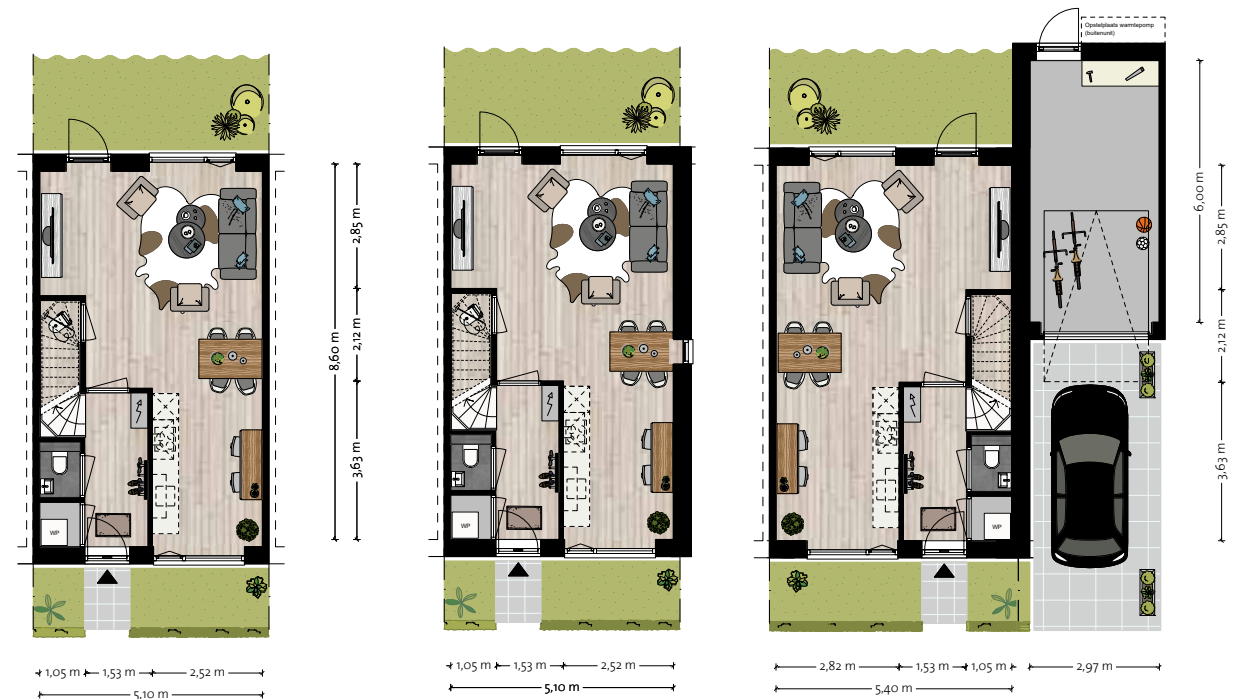 Opstelplaats warmtepomp
(buitenunit)
2,85 m
2,12 m
3,63 m
8,60 m
WP
1,05 m
1,53 m
2,52 m
5,10 m
WP
1,05 m
1,53 m
2,52 m
5,10 m
WP
2,82 m
1,53 m
1,05 m
5,40 m
6,00 m
2,85 m
2,12 m
3,63 m
2,97 m